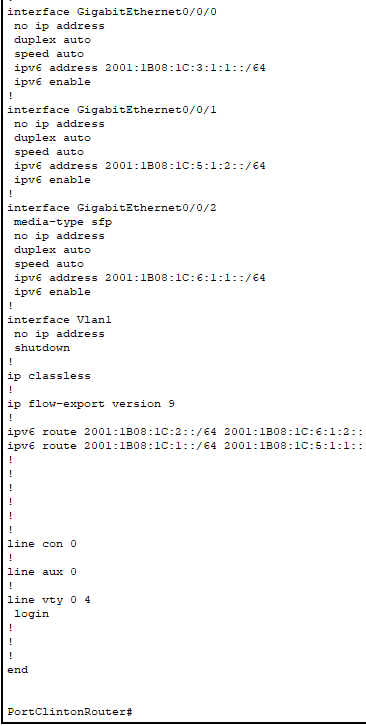 !
interface GigabitEthernet0/0/0
 no ip address
 duplex auto
 speed auto
 ipv6 address 2001:1B08:1C:3:1:1::/64
 ipv6 enable
!
interface GigabitEthernet0/0/1
 no ip address
 duplex auto
 speed auto
 ipv6 address 2001:1B08:1C:5:1:2::/64
 ipv6 enable
!
interface GigabitEthernet0/0/2
 media-type sfp
 no ip address
 duplex auto
 speed auto
 ipv6 address 2001:1B08:1C:6:1:1::/64
 ipv6 enable
!
interface Vlan1
 no ip address
 shutdown
!
ip classless
!
ip flow-export version 9
!
ipv6 route 2001:1B08:1C:2::/64 2001:1B08:1C:6:1:2::
ipv6 route 2001:1B08:1C:1::/64 2001:1B08:1C:5:1:1::
!
!
!
!
!
!
line con 0
!
line aux 0
!
line vty 0 4
 login
!
!
!
end
PortClintonRouter#